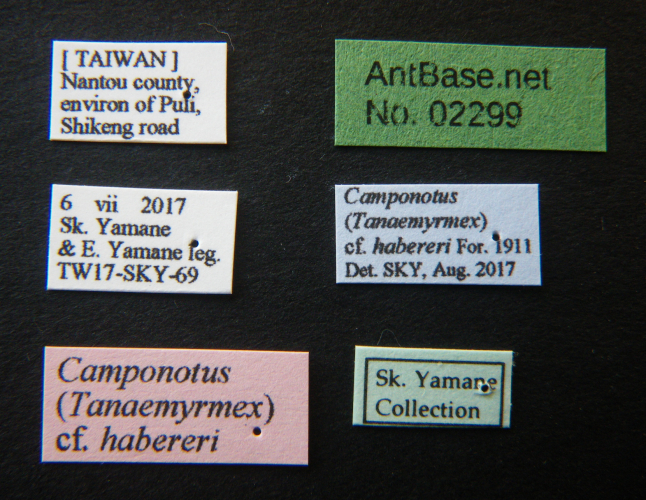 [ TAIWAN ]
Nantou county,
environ of Puli,
Shikeng road
AntBase.net
No. 02299
6 vii 2017
Sk. Yamane
& E. Yamane leg.
TW17-SKY-69
Camponotus
(Tanaemyrmex)
cf. habereri For. 1911
Det. SKY, Aug. 2017
Camponotus
(Tanaemyrmex)
cf. habereri
Sk. Yamane
Collection